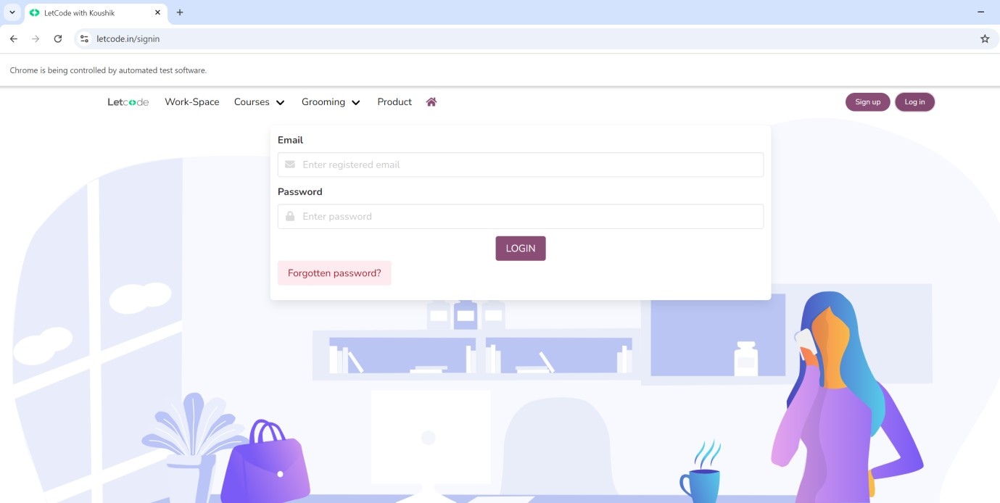 LetCode with Koushik
letcode.in/signin
Chrome is being controlled by automated test software.
Letcode Work-Space Courses Grooming Product Sign up Log in
Email
Enter registered email
Password
Enter password
LOGIN
Forgotten password?